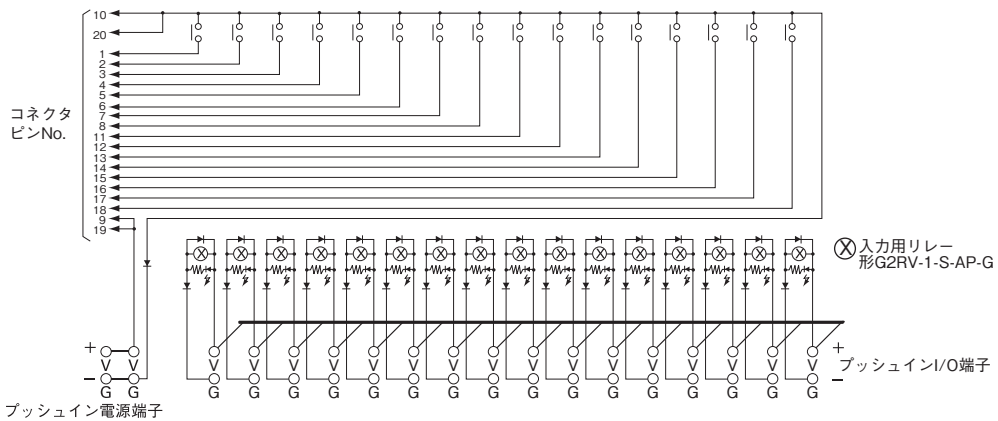 10
20
1
2
3
4
5
6
7
8
11
12
13
14
15
16
17
18
9
19
コネクタ
ピンNo.
入力用リレー
形G2RV-1-S-AP-G
+ V V
− G G
プッシュイン電源端子
V V V V V V V V V V V V V V V V +
G G G G G G G G G G G G G G G G −
プッシュインI/O端子